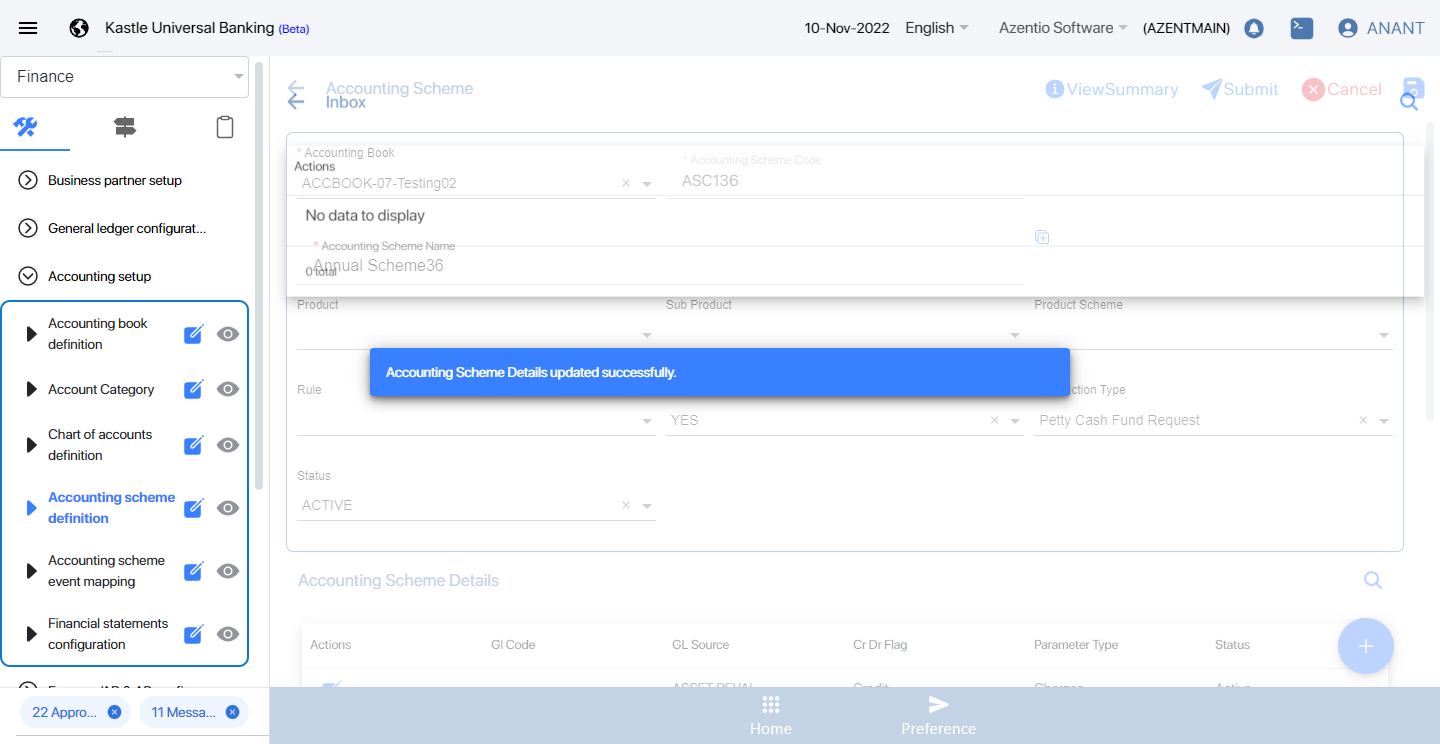 Kastle Universal Banking (Beta)
10-Nov-2022
English
Azentio Software
(AZENTMAIN)
ANANT
Finance
Business partner setup
General ledger configurat...
Accounting setup
Accounting book
definition
Account Category
Chart of accounts
definition
Accounting scheme
definition
Accounting scheme
event mapping
Financial statements
configuration
22 Appro...
11 Messa...
Accounting Scheme
Inbox
ViewSummary
Submit
Cancel
* Accounting Book
* Accounting Scheme Code
Actions
ACCBOOK-07-Testing02
ASC136
No data to display
* Accounting Scheme Name
Annual Scheme36
0 total
Product
Sub Product
Product Scheme
Accounting Scheme Details updated successfully.
Rule
ction Type
YES
Petty Cash Fund Request
Status
ACTIVE
Accounting Scheme Details
Actions
Gl Code
GL Source
Cr Dr Flag
Parameter Type
Status
ASSET REVAL
Credit
Charges
Active
Home
Preference